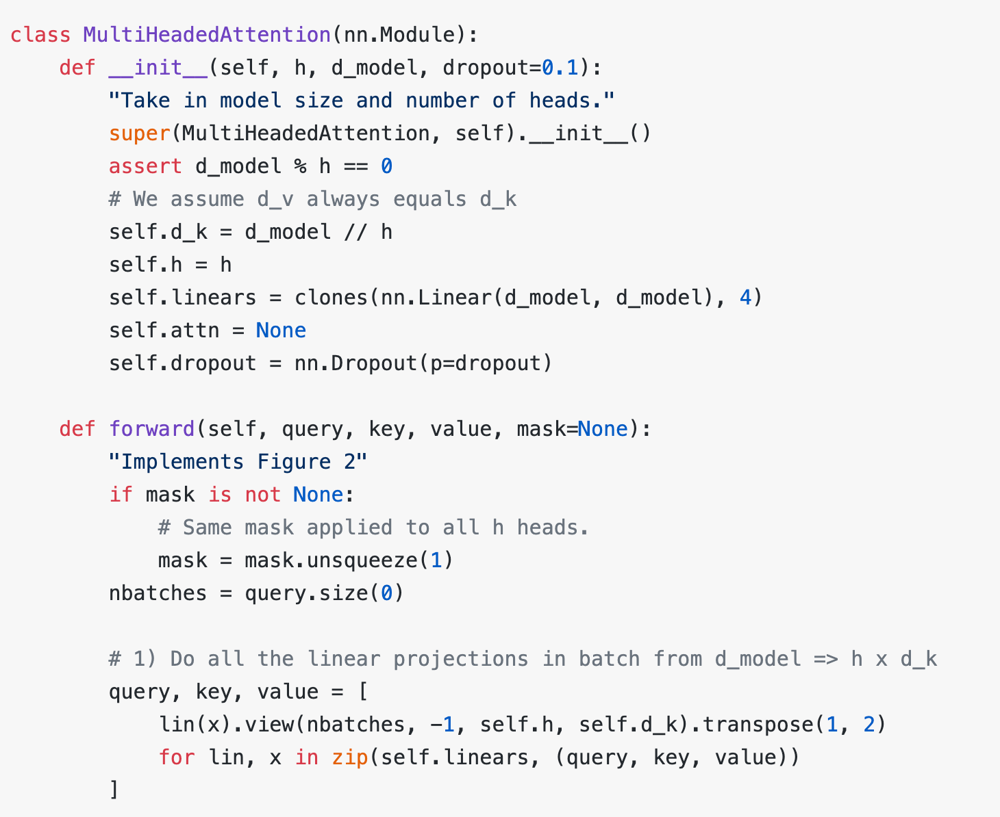 class MultiHeadedAttention(nn.Module):
    def __init__(self, h, d_model, dropout=0.1):
        "Take in model size and number of heads."
        super(MultiHeadedAttention, self).__init__()
        assert d_model % h == 0
        # We assume d_v always equals d_k
        self.d_k = d_model // h
        self.h = h
        self.linears = clones(nn.Linear(d_model, d_model), 4)
        self.attn = None
        self.dropout = nn.Dropout(p=dropout)

    def forward(self, query, key, value, mask=None):
        "Implements Figure 2"
        if mask is not None:
            # Same mask applied to all h heads.
            mask = mask.unsqueeze(1)
        nbatches = query.size(0)

        # 1) Do all the linear projections in batch from d_model => h x d_k
        query, key, value = [
            lin(x).view(nbatches, -1, self.h, self.d_k).transpose(1, 2)
            for lin, x in zip(self.linears, (query, key, value))
        ]